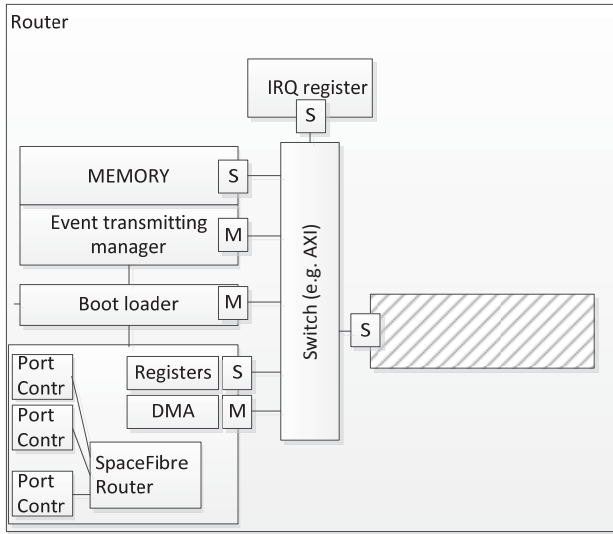 Router
IRQ register
S
MEMORY
S
Event transmitting
manager
M
Boot loader
M
Switch (e.g. AXI)
S
Port
Contr
Registers
S
Port
Contr
DMA
M
SpaceFibre
Router
Port
Contr